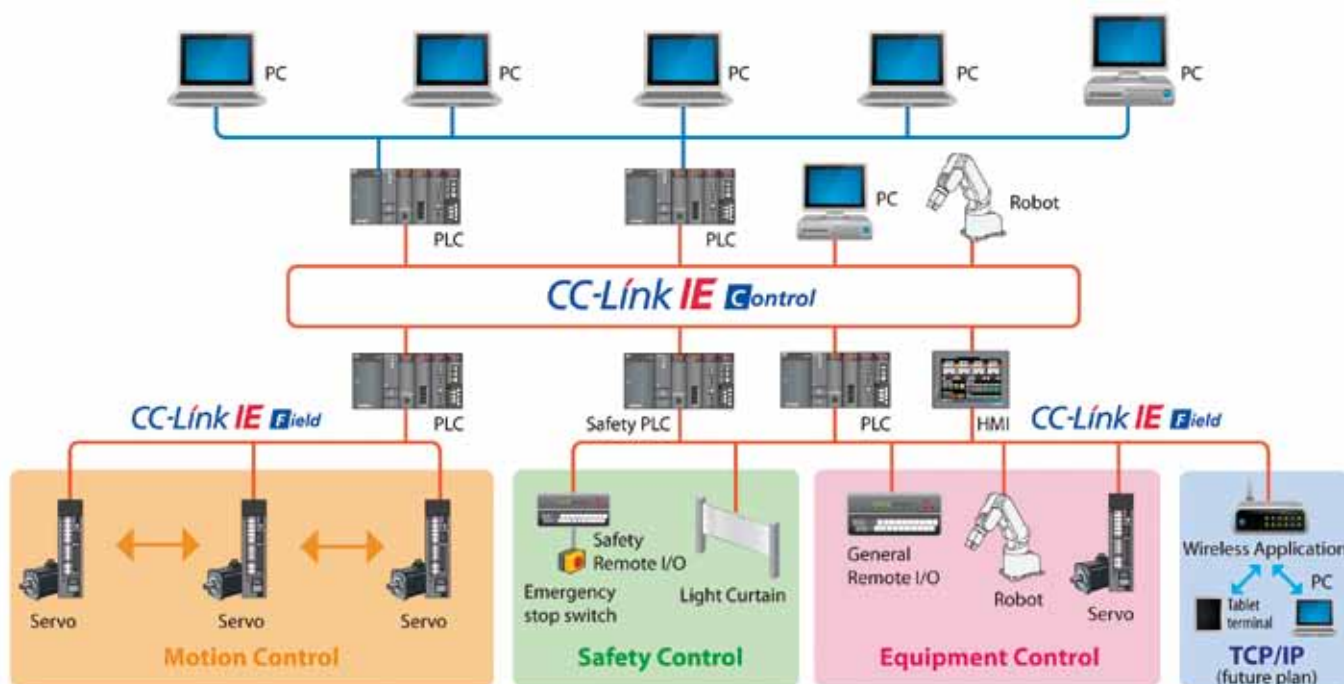 PC
PC
PC
PC
PC
PLC
PLC
PC
Robot
CC-Link IE Control
PLC
Safety PLC
PLC
HMI
CC-Link IE Field
CC-Link IE Field
Servo
Servo
Servo
Motion Control
Safety
Remote I/O
Emergency
stop switch
Light Curtain
Safety Control
General
Remote I/O
Robot
Servo
Equipment Control
Wireless Application
PC
Tablet
terminal
TCP/IP
(future plan)